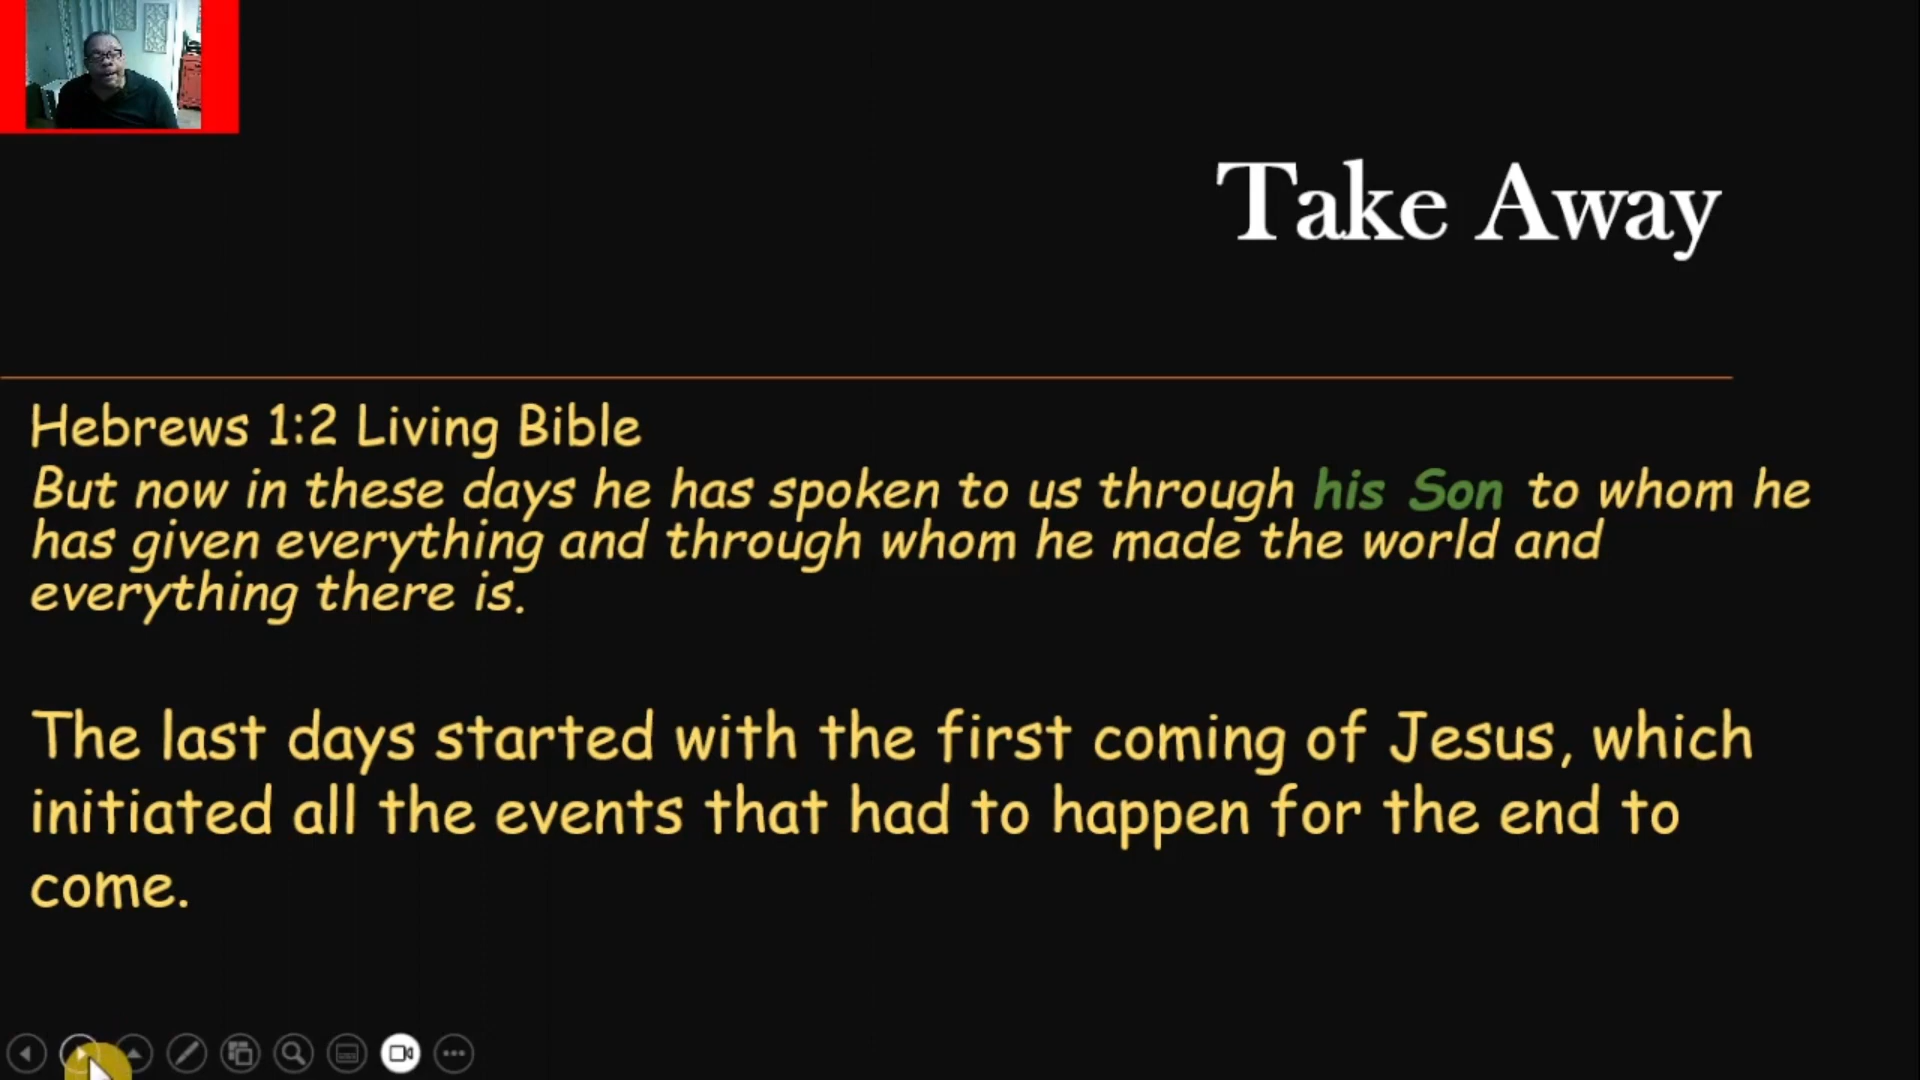 Take Away
Hebrews 1:2 Living Bible
But now in these days he has spoken to us through his Son to whom he
has given everything and through whom he made the world and
everything there is.
The last days started with the first coming of Jesus, which
initiated all the events that had to happen for the end to
come.